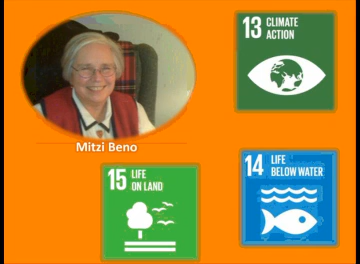 13 CLIMATE
ACTION
Mitzi Beno
15 LIFE
ON LAND
14 LIFE
BELOW WATER